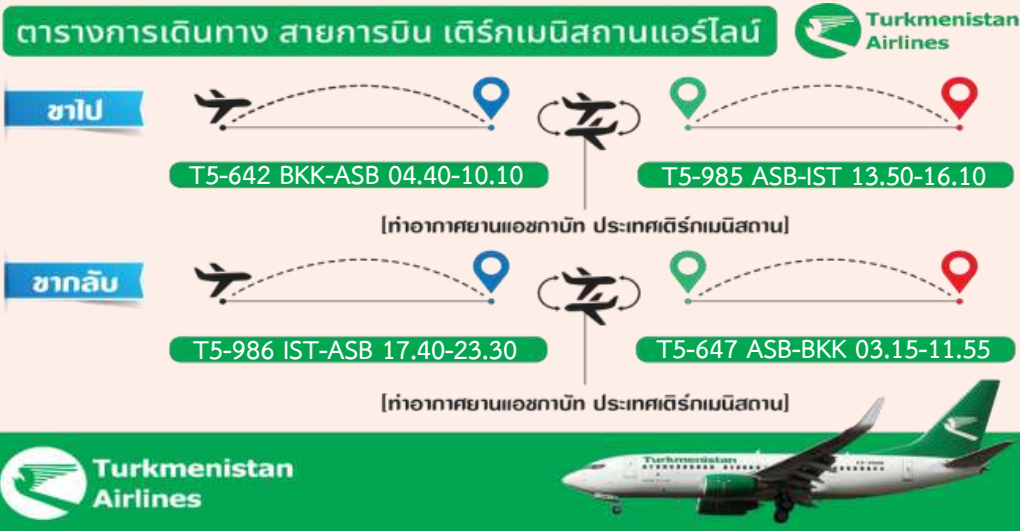 ตารางการเดินทาง สายการบิน เติร์กเมนิสถานแอร์ไลน์
Turkmenistan
Airlines
ขาไป
T5-642 BKK-ASB 04.40-10.10
T5-985 ASB-IST 13.50-16.10
[ท่าอากาศยานแอชกาบัท ประเทศเติร์กเมนิสถาน]
ขากลับ
T5-986 IST-ASB 17.40-23.30
T5-647 ASB-BKK 03.15-11.55
[ท่าอากาศยานแอชกาบัท ประเทศเติร์กเมนิสถาน]
Turkmenistan
Airlines
Turkmenistan